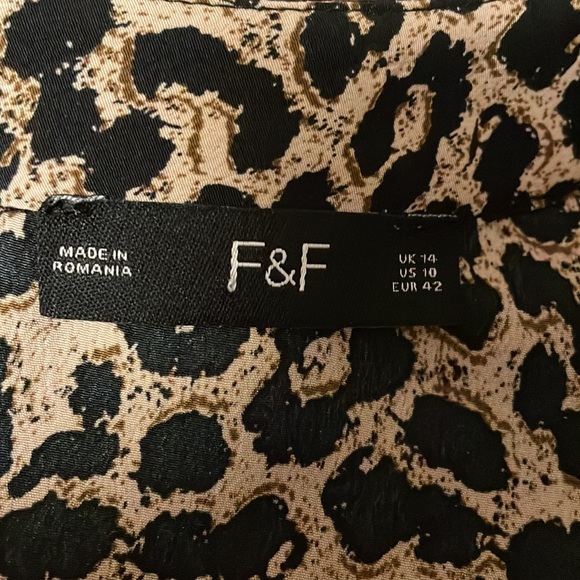 MADE IN
ROMANIA
F&F
UK 14
US 10
EUR 42